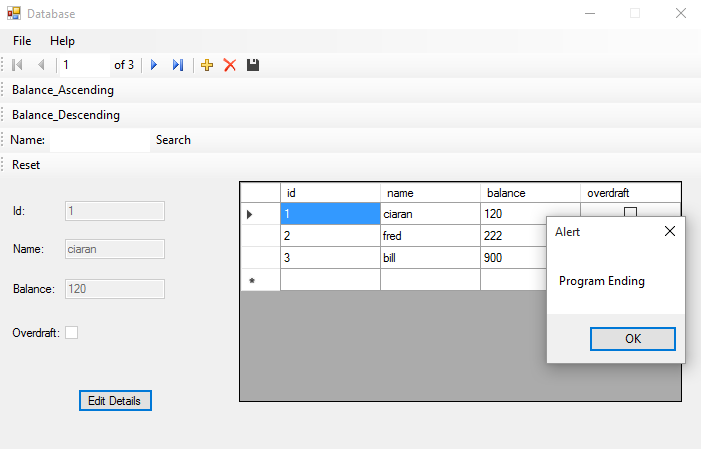 Database
File Help
1 of 3
Balance_Ascending
Balance_Descending
Name: Search
Reset
Id: 1
Name: ciaran
Balance: 120
Overdraft:
Edit Details
id name balance overdraft
1 ciaran 120
2 fred 222
3 bill 900
*
Alert
Program Ending
OK